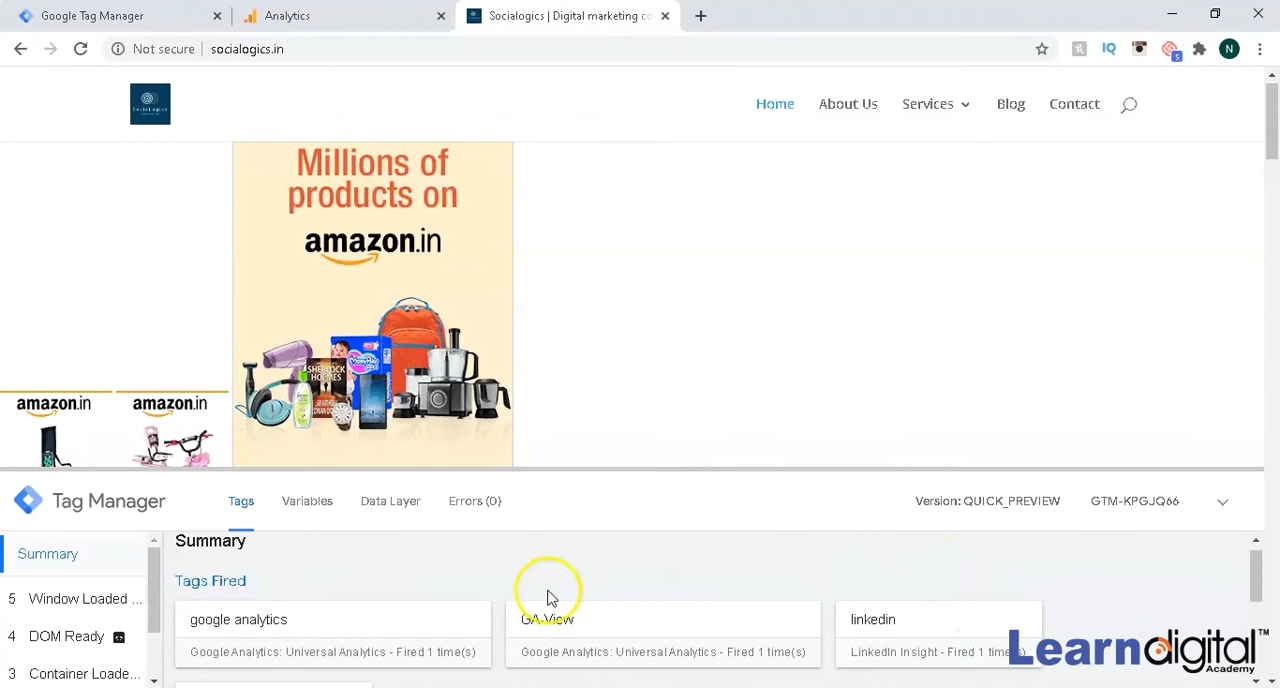 Google Tag Manager
Analytics
Socialogics | Digital marketing co
Not secure
socialogics.in
IQ
5
N
Home
About Us
Services
Blog
Contact
Millions of
products on
amazon.in
SHERLOCK
HOLMES
amazon.in
amazon.in
Tag Manager
Tags
Variables
Data Layer
Errors (0)
Version: QUICK_PREVIEW
GTM-KPGJQ66
Summary
5 Window Loaded ...
4 DOM Ready
3 Container Loade...
Summary
Tags Fired
google analytics
Google Analytics: Universal Analytics - Fired 1 time(s)
Google Analytics: Universal Analytics - Fired 1 time(s)
linkedin
LinkedIn Insight - Fired 1 time(s)
Learndigital™
Academy